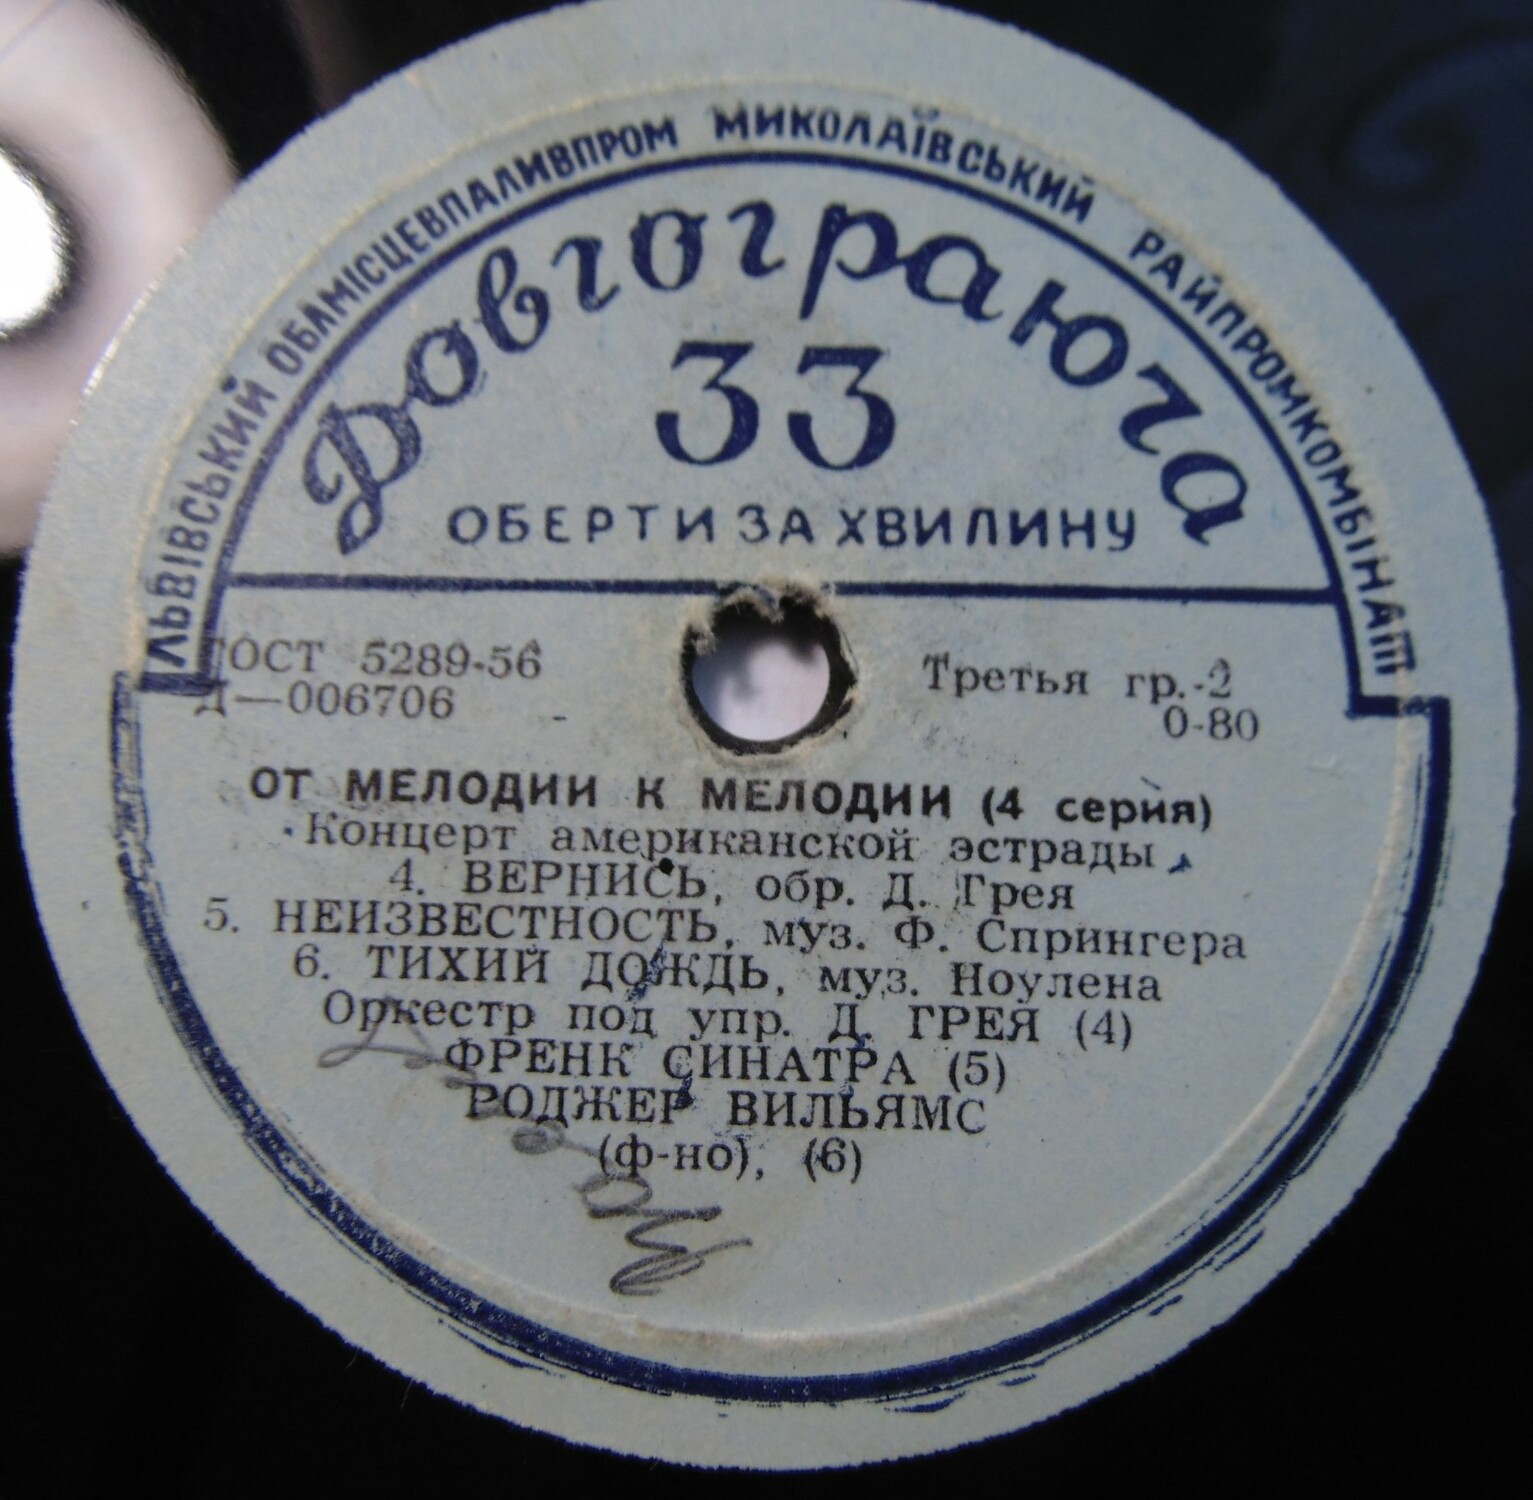 ЛЬВІВСЬКИЙ ОБЛМІСЦЕВПАЛИВПРОМ МИКОЛАЇВСЬКИЙ РАЙПРОМКОМБІНАТ
Довгограюча
33
ОБЕРТИ ЗА ХВИЛИНУ
ГОСТ 5289-56
Д—006706
Третья гр.-2
0-80
ОТ МЕЛОДИИ К МЕЛОДИИ (4 серия)
Концерт американской эстрады
4. ВЕРНИСЬ, обр. Д. Грея
5. НЕИЗВЕСТНОСТЬ, муз. Ф. Спрингера
6. ТИХИЙ ДОЖДЬ, муз. Ноулена
Оркестр под упр. Д. ГРЕЯ (4)
ФРЕНК СИНАТРА (5)
РОДЖЕР ВИЛЬЯМС
(ф-но), (6)